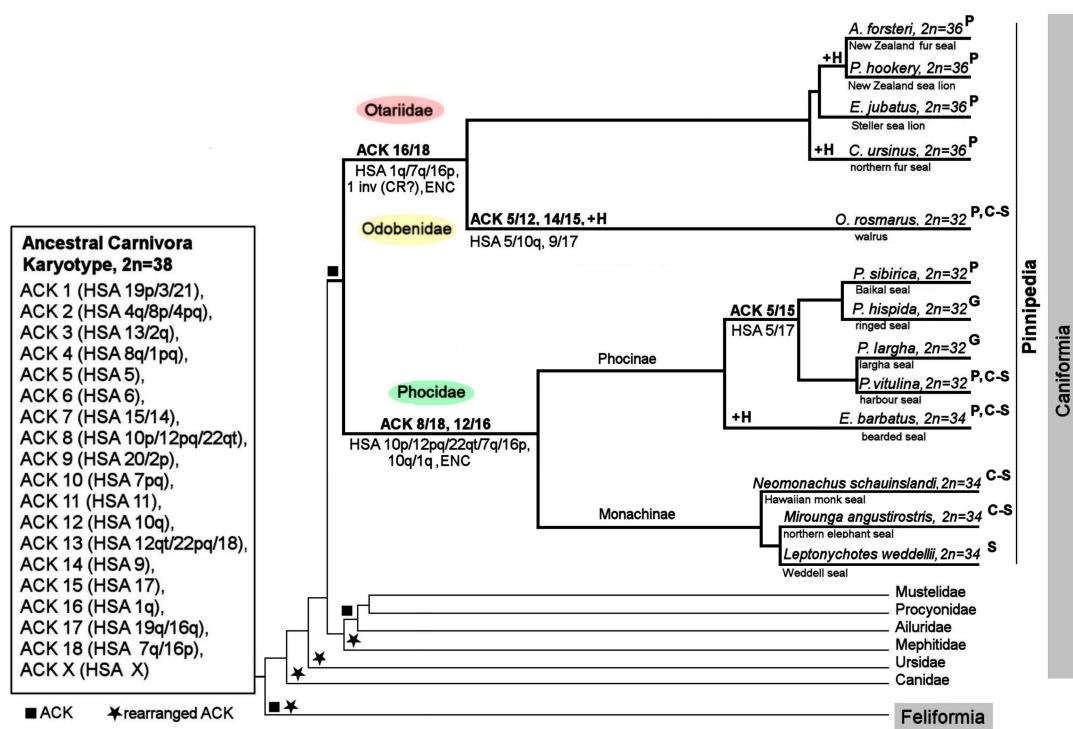 Ancestral Carnivora
Karyotype, 2n=38
ACK 1 (HSA 19p/3/21),
ACK 2 (HSA 4q/8p/4pq),
ACK 3 (HSA 13/2q),
ACK 4 (HSA 8q/1pq),
ACK 5 (HSA 5),
ACK 6 (HSA 6),
ACK 7 (HSA 15/14),
ACK 8 (HSA 10p/12pq/22qt),
ACK 9 (HSA 20/2p),
ACK 10 (HSA 7pq),
ACK 11 (HSA 11),
ACK 12 (HSA 10q),
ACK 13 (HSA 12qt/22pq/18),
ACK 14 (HSA 9),
ACK 15 (HSA 17),
ACK 16 (HSA 1q),
ACK 17 (HSA 19q/16q),
ACK 18 (HSA 7q/16p),
ACK X (HSA X)
■ ACK ★rearranged ACK
Otariidae
ACK 16/18
HSA 1q/7q/16p,
1 inv (CR?), ENC
Odobenidae
ACK 5/12, 14/15, +H
HSA 5/10q, 9/17
Phocidae
ACK 8/18, 12/16
HSA 10p/12pq/22qt/7q/16p,
10q/1q ,ENC
Phocinae
ACK 5/15
HSA 5/17
+H
Monachinae
+H
+H
A. forsteri, 2n=36 P
New Zealand fur seal
P. hookery, 2n=36 P
New Zealand sea lion
E. jubatus, 2n=36 P
Steller sea lion
C. ursinus, 2n=36 P
northern fur seal
O. rosmarus, 2n=32 P, C-S
walrus
P. sibirica, 2n=32 P
Baikal seal
P. hispida, 2n=32 G
ringed seal
P. largha, 2n=32 G
largha seal
P.vitulina, 2n=32 P, C-S
harbour seal
E. barbatus, 2n=34 P, C-S
bearded seal
Neomonachus schauinslandi, 2n=34 C-S
Hawaiian monk seal
Mirounga angustirostris, 2n=34 C-S
northern elephant seal
Leptonychotes weddellii, 2n=34 S
Weddell seal
Mustelidae
Procyonidae
Ailuridae
Mephitidae
Ursidae
Canidae
Feliformia
Pinnipedia
Caniformia